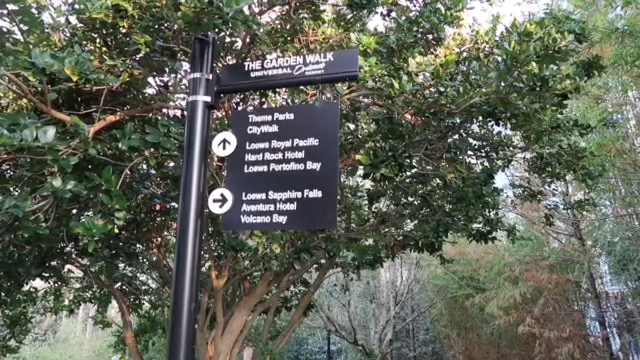 THE GARDEN WALK
UNIVERSAL Orlando RESORT
Theme Parks
CityWalk
Loews Royal Pacific
Hard Rock Hotel
Loews Portofino Bay
Loews Sapphire Falls
Aventura Hotel
Volcano Bay